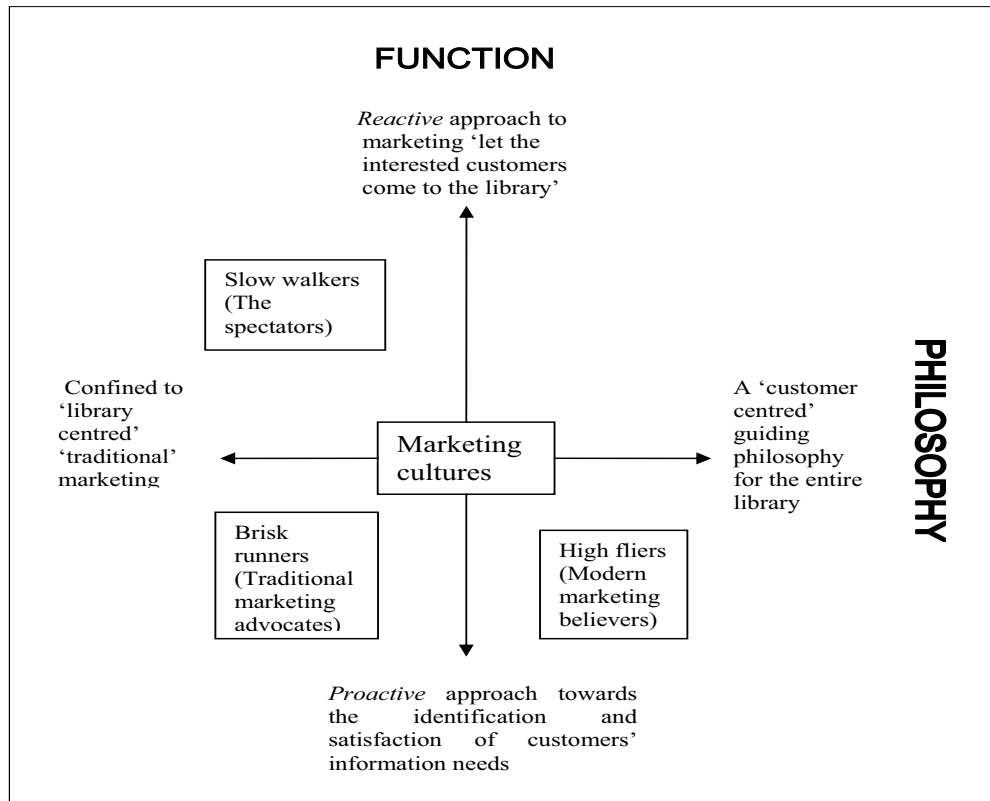 FUNCTION
Reactive approach to
marketing ‘let the
interested customers
come to the library’
Slow walkers
(The
spectators)
Confined to
‘library
centred’
‘traditional’
marketing
Marketing
cultures
A ‘customer
centred’
guiding
philosophy
for the entire
library
PHILOSOPHY
Brisk
runners
(Traditional
marketing
advocates)
High fliers
(Modern
marketing
believers)
Proactive approach towards
the identification and
satisfaction of customers’
information needs